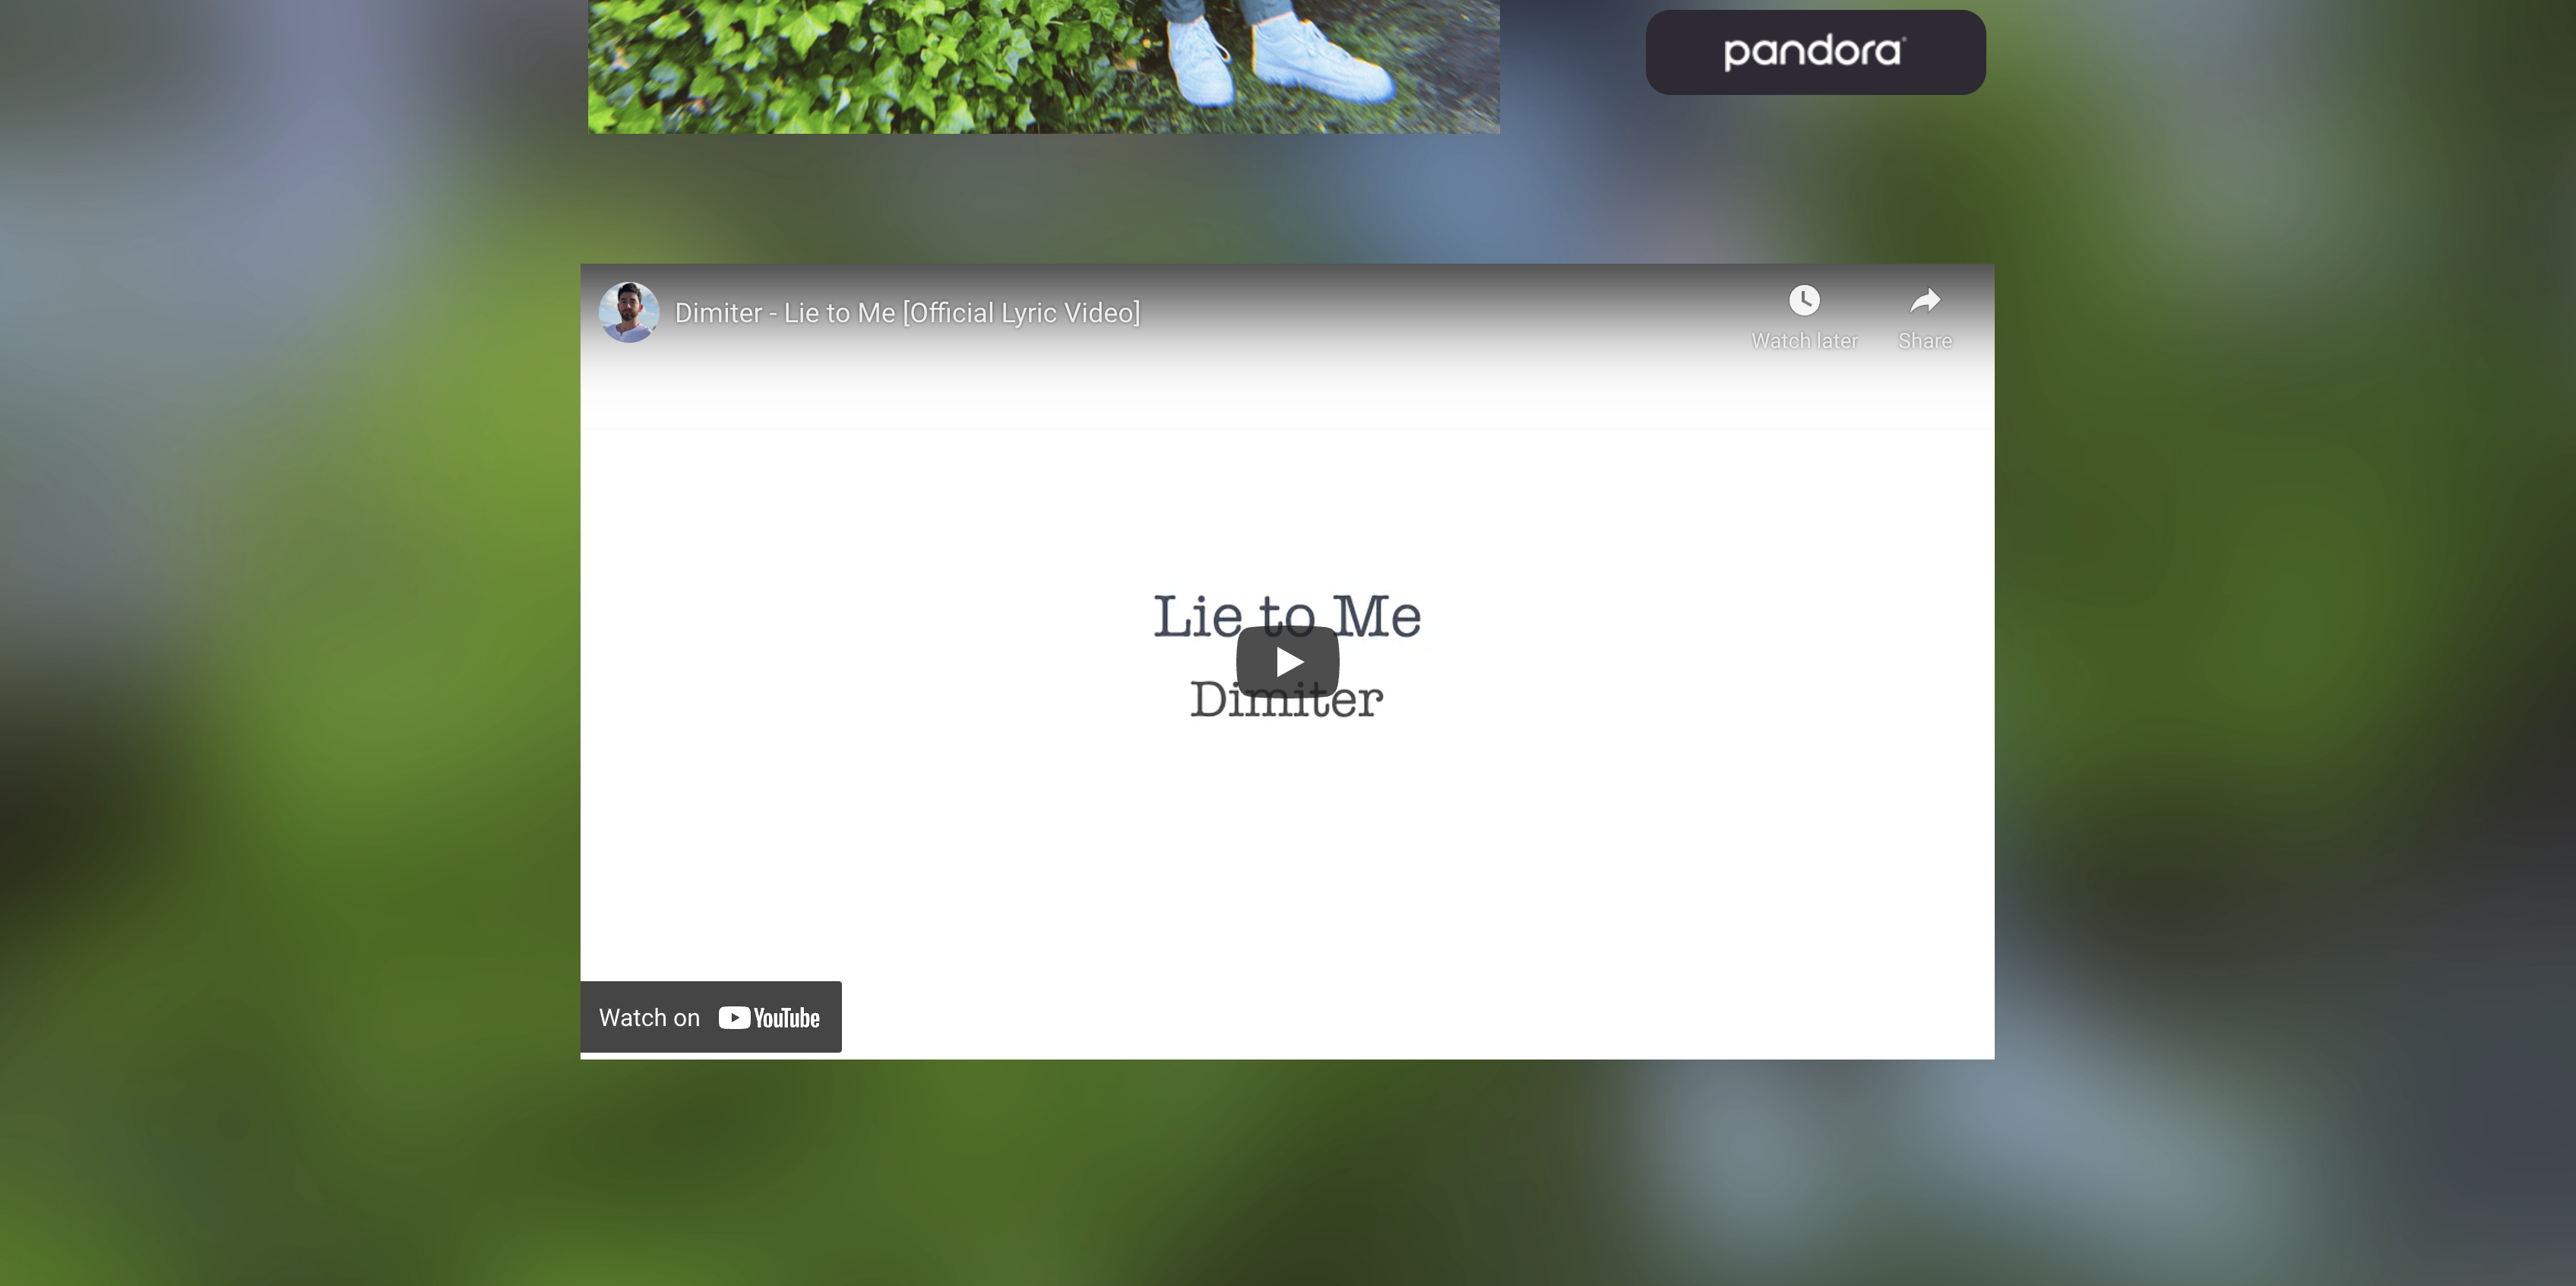 pandora
Dimiter - Lie to Me [Official Lyric Video]
Watch later
Share
Lie to Me
Dimiter
Watch on YouTube